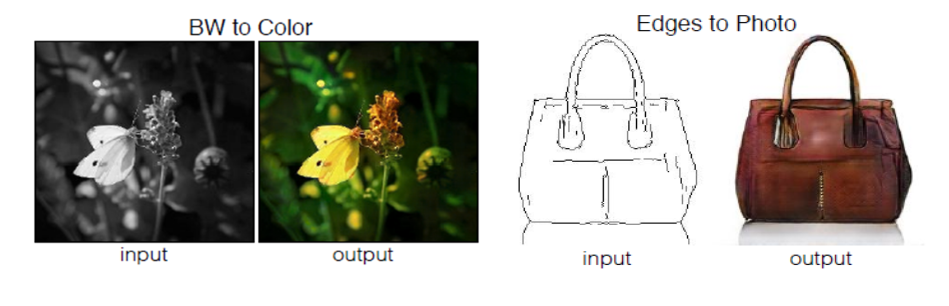 BW to Color
input
output
Edges to Photo
input
output